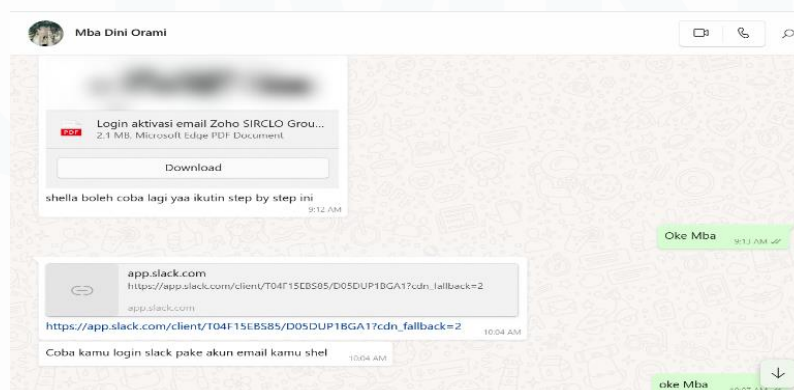 Mba Dini Orami
Login aktivasi email Zoho SIRCLO Grou...
PDF
2.1 MB, Microsoft Edge PDF Document
Download
shella boleh coba lagi yaa ikutin step by step ini
9:12 AM
Oke Mba
9:13 AM
app.slack.com
https://app.slack.com/client/T04F15EBS85/D05DUP1BGA1?cdn_fallback=2
app.slack.com
https://app.slack.com/client/T04F15EBS85/D05DUP1BGA1?cdn_fallback=2
10:04 AM
Coba kamu login slack pake akun email kamu shel
10:04 AM
oke Mba